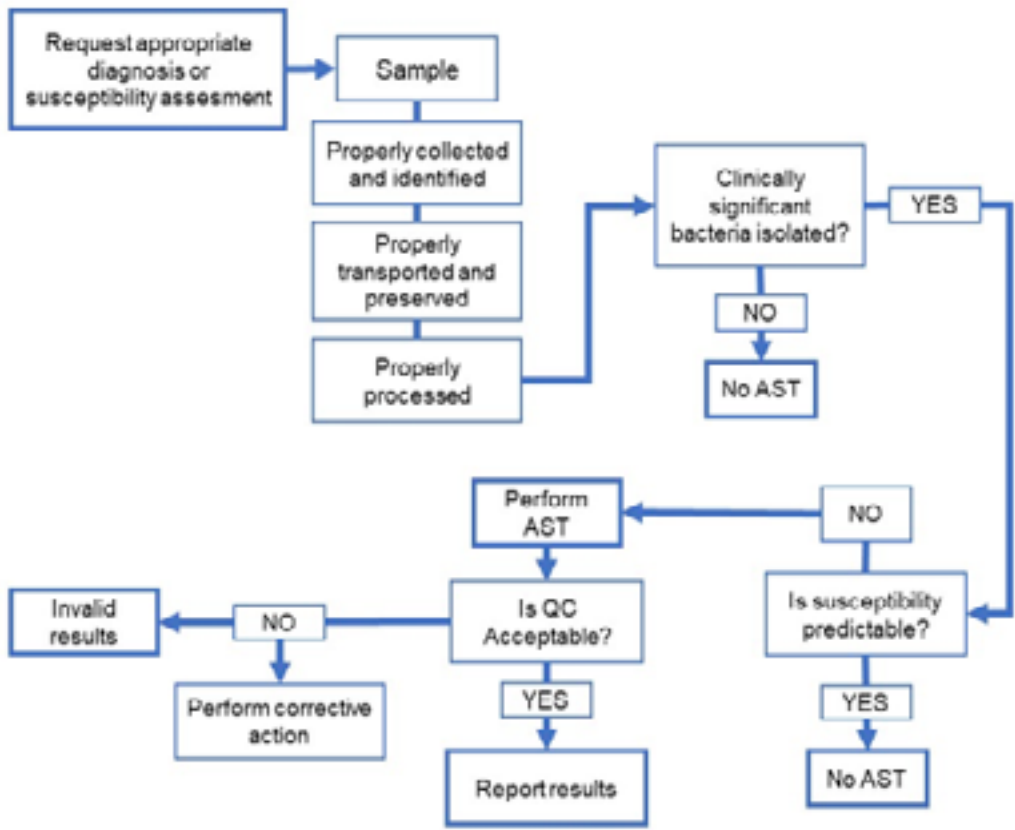 Request appropriate
diagnosis or
susceptibility assesment
Sample
Properly collected
and identified
Properly
transported and
preserved
Properly
processed
Clinically
significant
bacteria isolated?
YES
NO
No AST
Is susceptibility
predictable?
NO
YES
No AST
Perform
AST
Is QC
Acceptable?
NO
Invalid
results
Perform corrective
action
YES
Report results